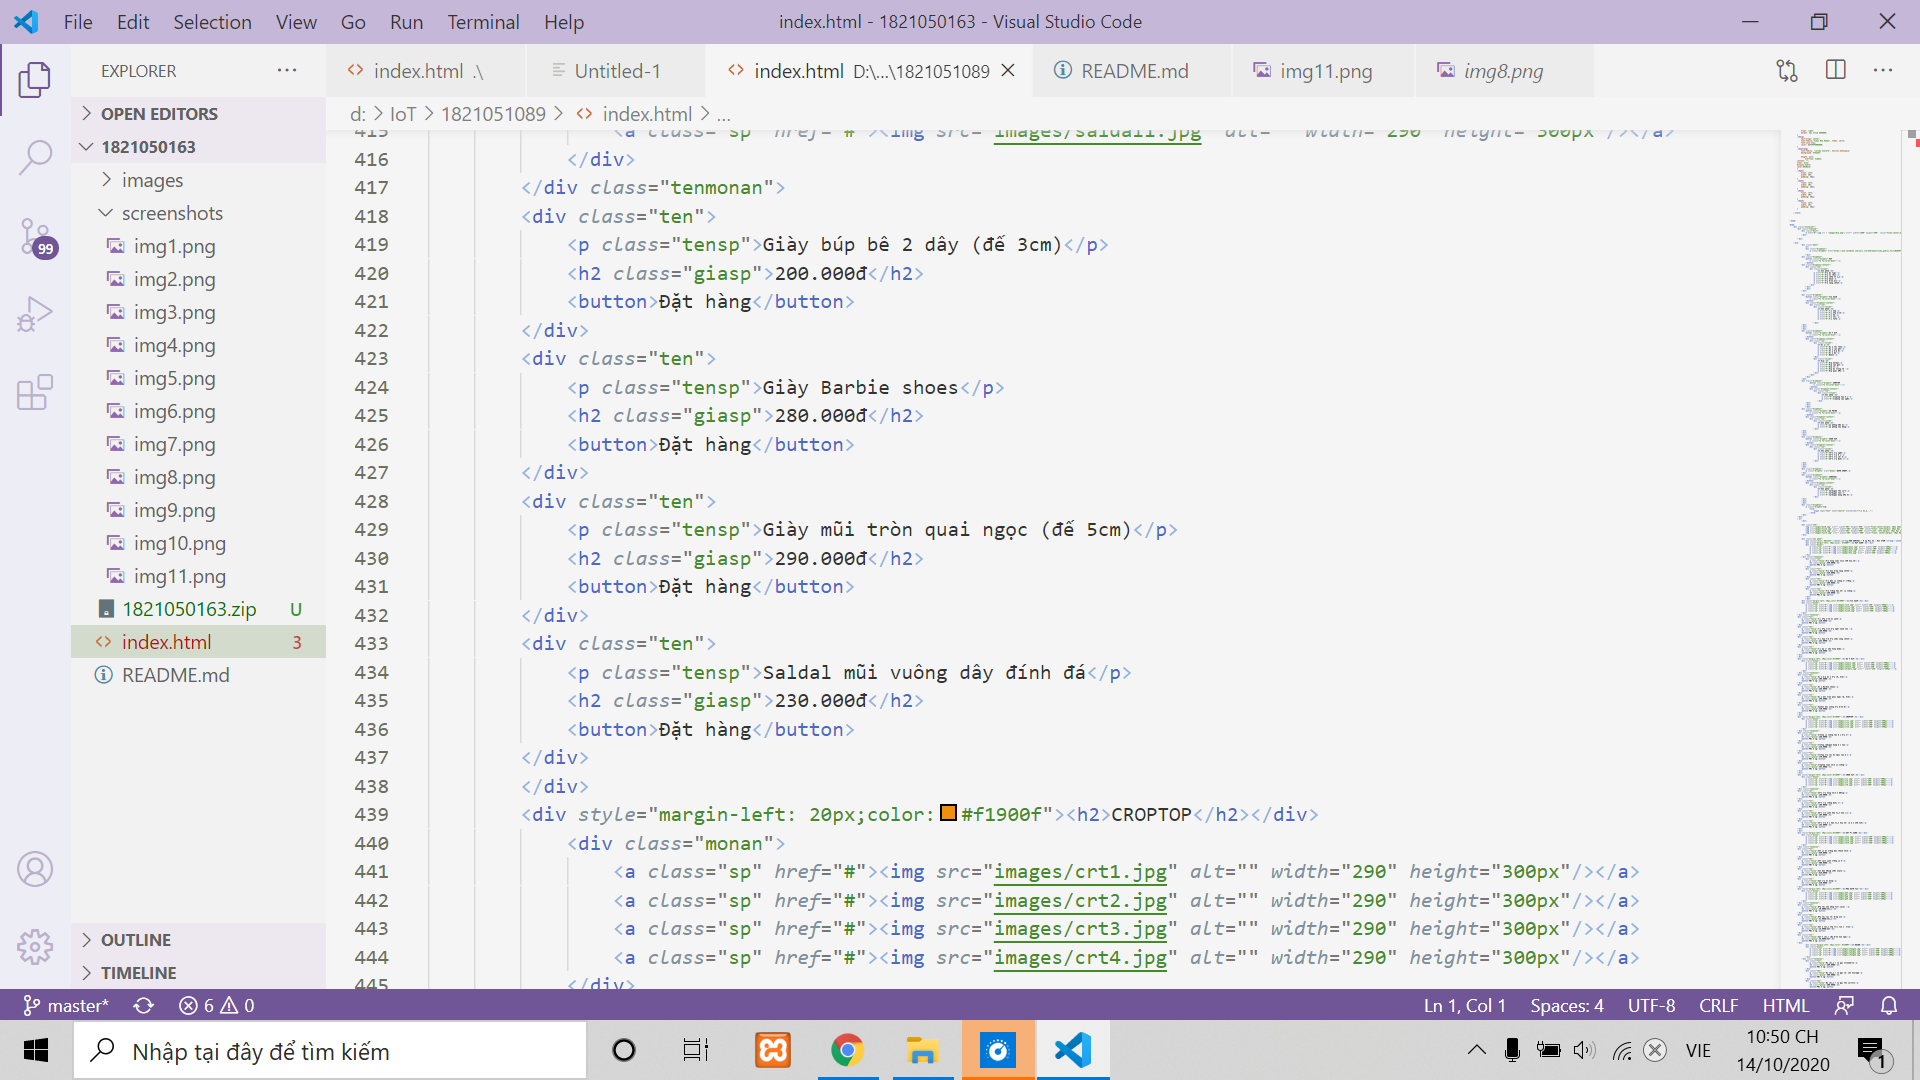 File Edit Selection View Go Run Terminal Help
index.html - 1821050163 - Visual Studio Code
EXPLORER
index.html .\
Untitled-1
index.html D:\...\1821051089
README.md
img11.png
img8.png
OPEN EDITORS
1821050163
images
screenshots
img1.png
img2.png
img3.png
img4.png
img5.png
img6.png
img7.png
img8.png
img9.png
img10.png
img11.png
1821050163.zip U
index.html 3
README.md
OUTLINE
TIMELINE
99
d: > IoT > 1821051089 > index.html > ...
415 <a class="sp" href="#"><img src="images/saldal1.jpg" alt="" width="290" height="300px"/></a>
416 </div>
417 </div class="tenmonan">
418 <div class="ten">
419 <p class="tensp">Giày búp bê 2 dây (đế 3cm)</p>
420 <h2 class="giasp">200.000đ</h2>
421 <button>Đặt hàng</button>
422 </div>
423 <div class="ten">
424 <p class="tensp">Giày Barbie shoes</p>
425 <h2 class="giasp">280.000đ</h2>
426 <button>Đặt hàng</button>
427 </div>
428 <div class="ten">
429 <p class="tensp">Giày mũi tròn quai ngọc (đế 5cm)</p>
430 <h2 class="giasp">290.000đ</h2>
431 <button>Đặt hàng</button>
432 </div>
433 <div class="ten">
434 <p class="tensp">Saldal mũi vuông dây đính đá</p>
435 <h2 class="giasp">230.000đ</h2>
436 <button>Đặt hàng</button>
437 </div>
438 </div>
439 <div style="margin-left: 20px;color:#f1900f"><h2>CROPTOP</h2></div>
440 <div class="monan">
441 <a class="sp" href="#"><img src="images/crt1.jpg" alt="" width="290" height="300px"/></a>
442 <a class="sp" href="#"><img src="images/crt2.jpg" alt="" width="290" height="300px"/></a>
443 <a class="sp" href="#"><img src="images/crt3.jpg" alt="" width="290" height="300px"/></a>
444 <a class="sp" href="#"><img src="images/crt4.jpg" alt="" width="290" height="300px"/></a>
445 </div>
master* 6 0
Ln 1, Col 1 Spaces: 4 UTF-8 CRLF HTML
Nhập tại đây để tìm kiếm
VIE
10:50 CH
14/10/2020
1